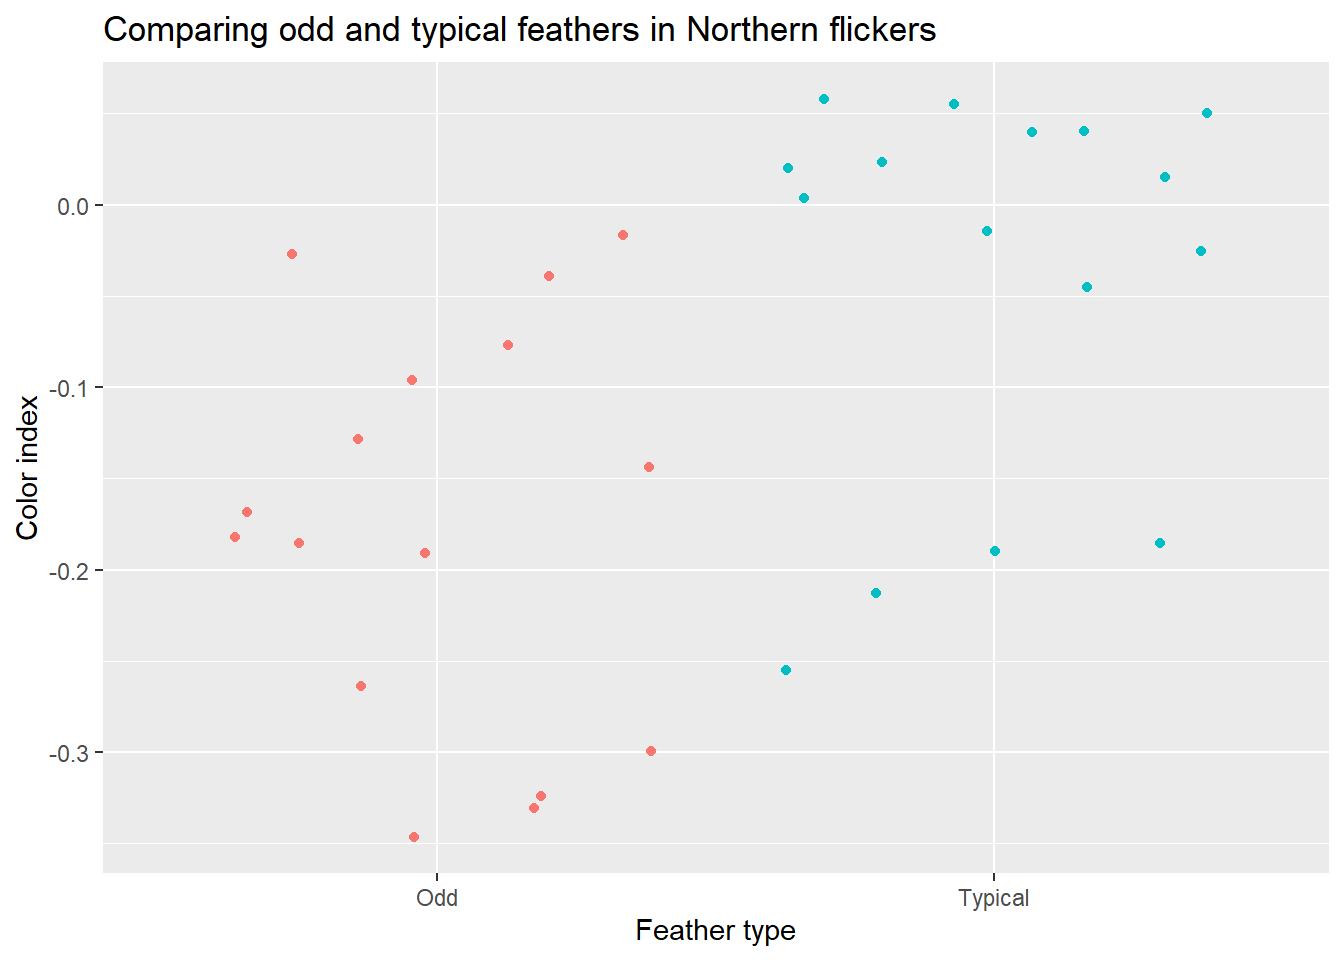 Comparing odd and typical feathers in Northern flickers
0.0
-0.1
-0.2
-0.3
Color index
Odd Typical
Feather type